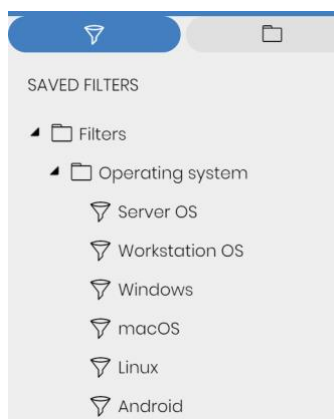 SAVED FILTERS
Filters
Operating system
Server OS
Workstation OS
Windows
macOS
Linux
Android